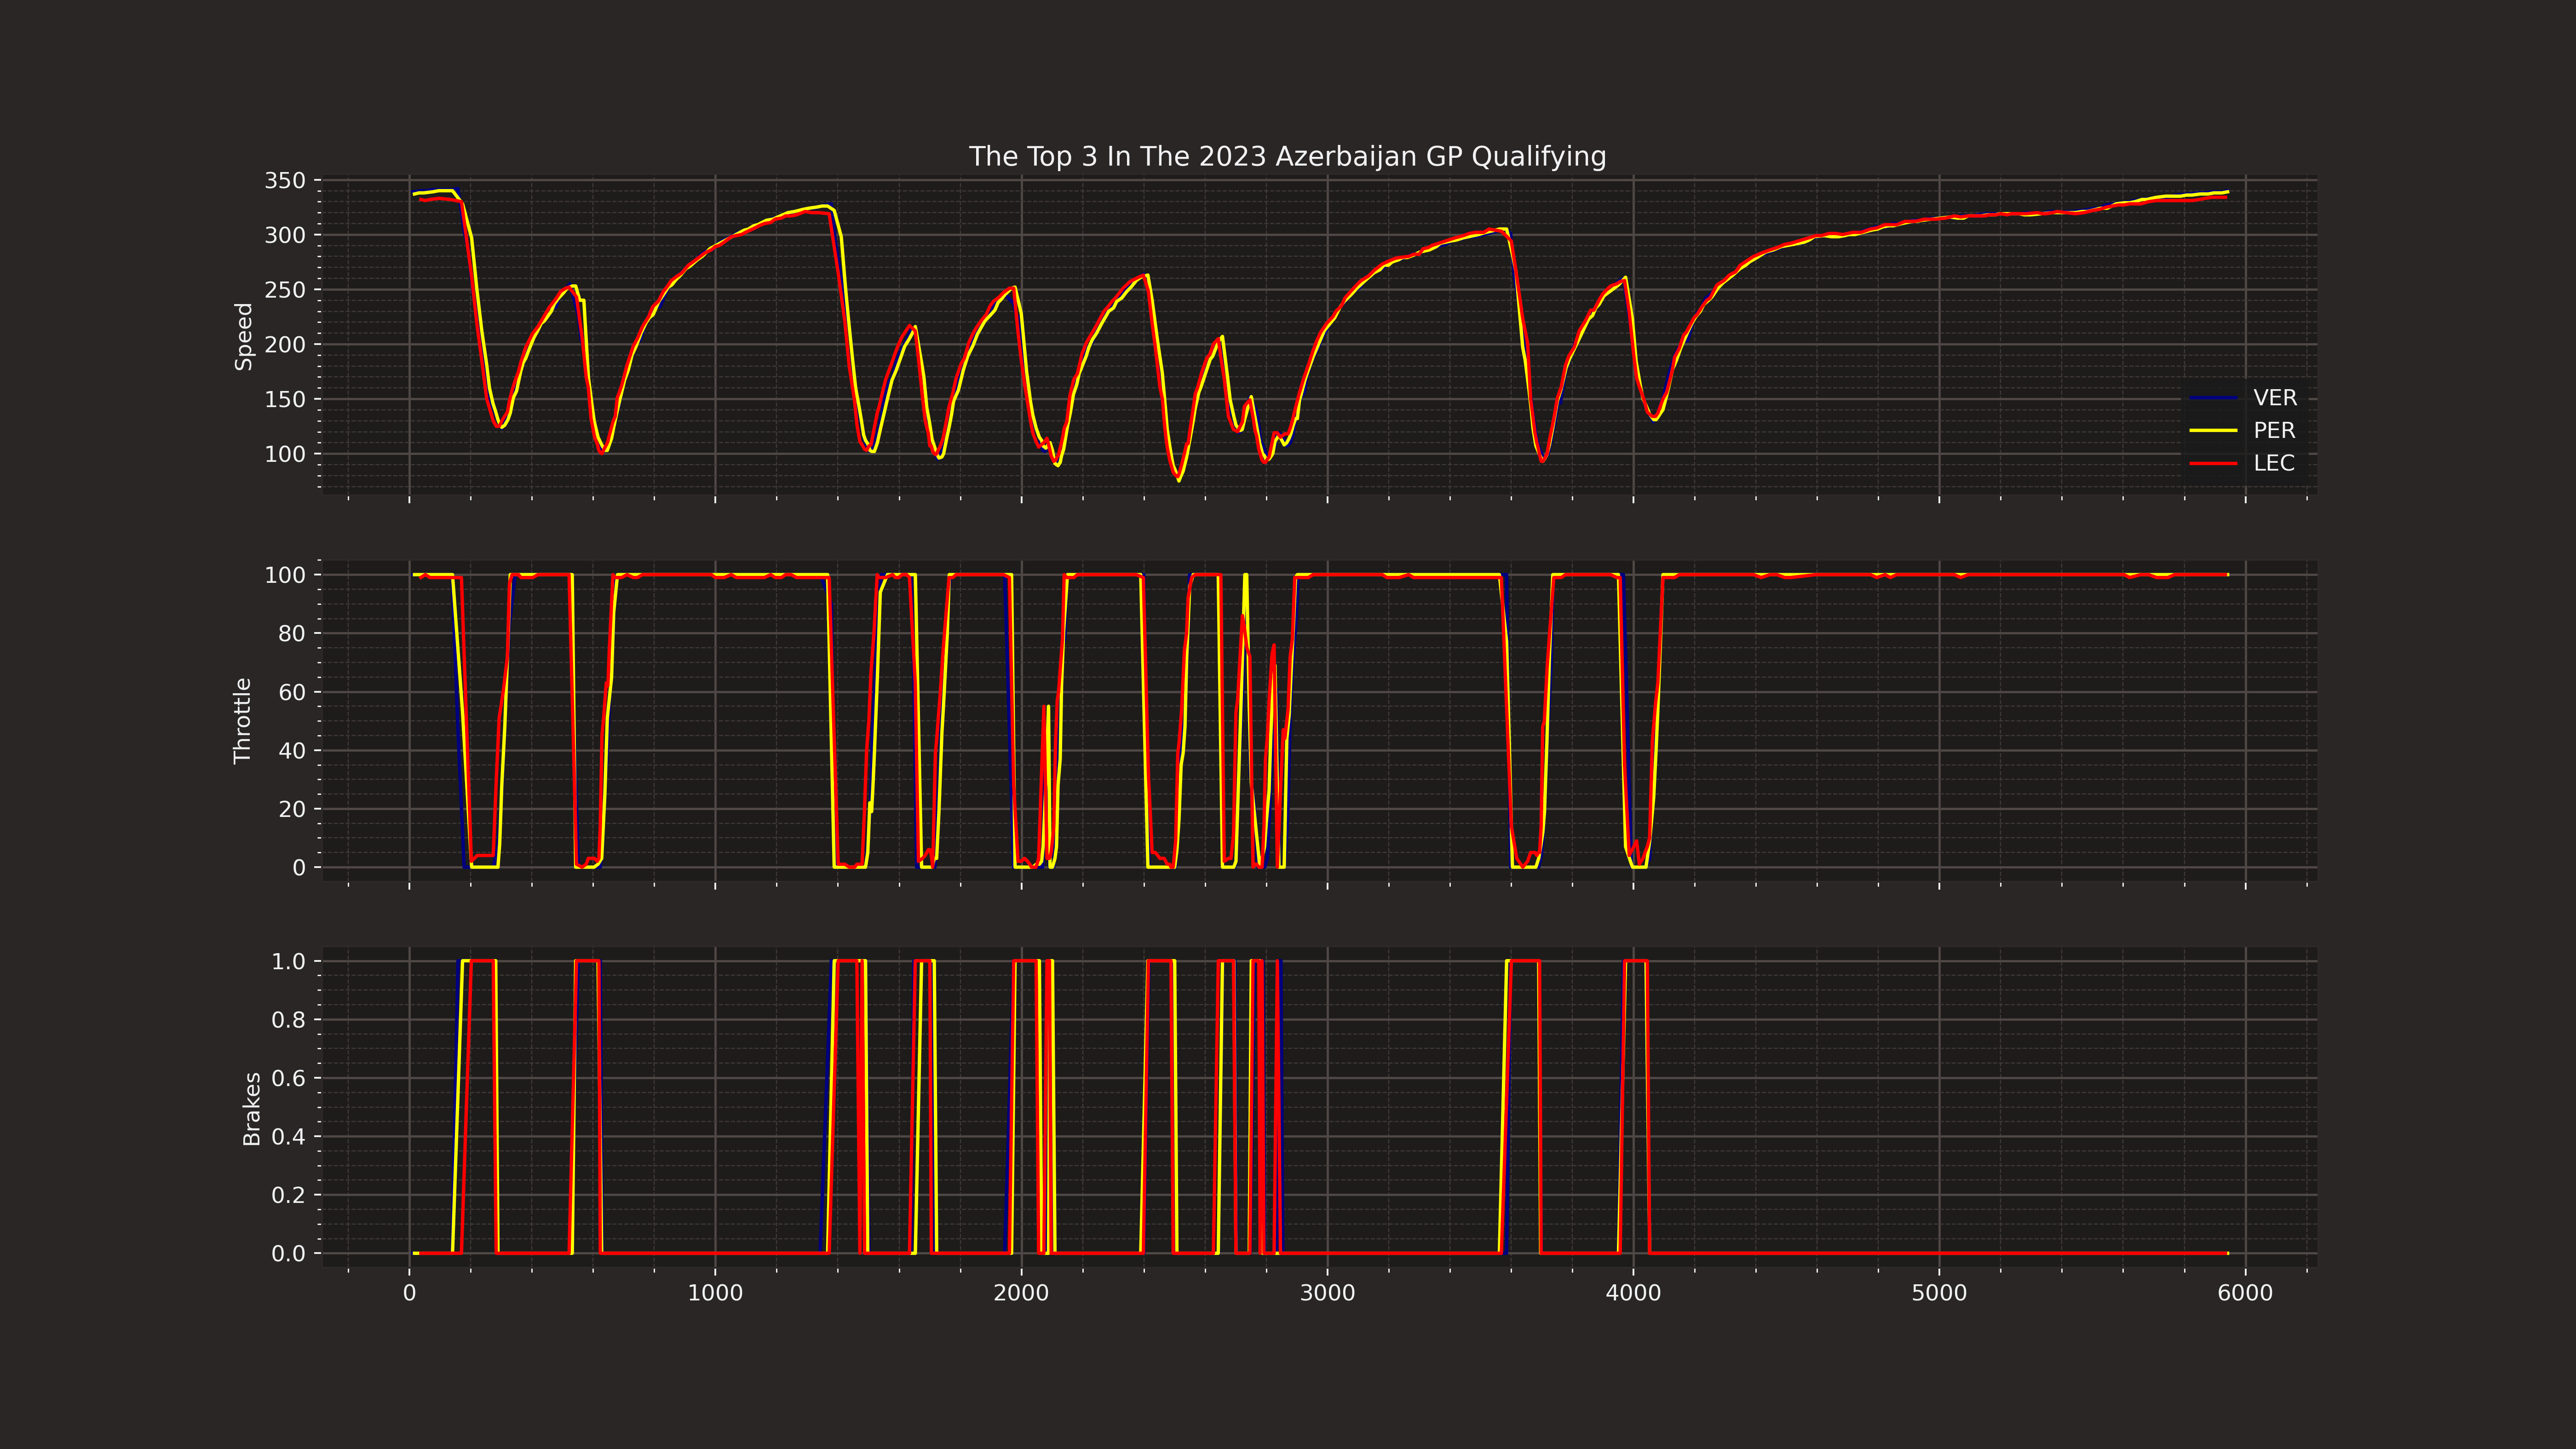 The Top 3 In The 2023 Azerbaijan GP Qualifying
350
300
250
200
150
100
Speed
VER
PER
LEC
100
80
60
40
20
0
Throttle
1.0
0.8
0.6
0.4
0.2
0.0
Brakes
0 1000 2000 3000 4000 5000 6000